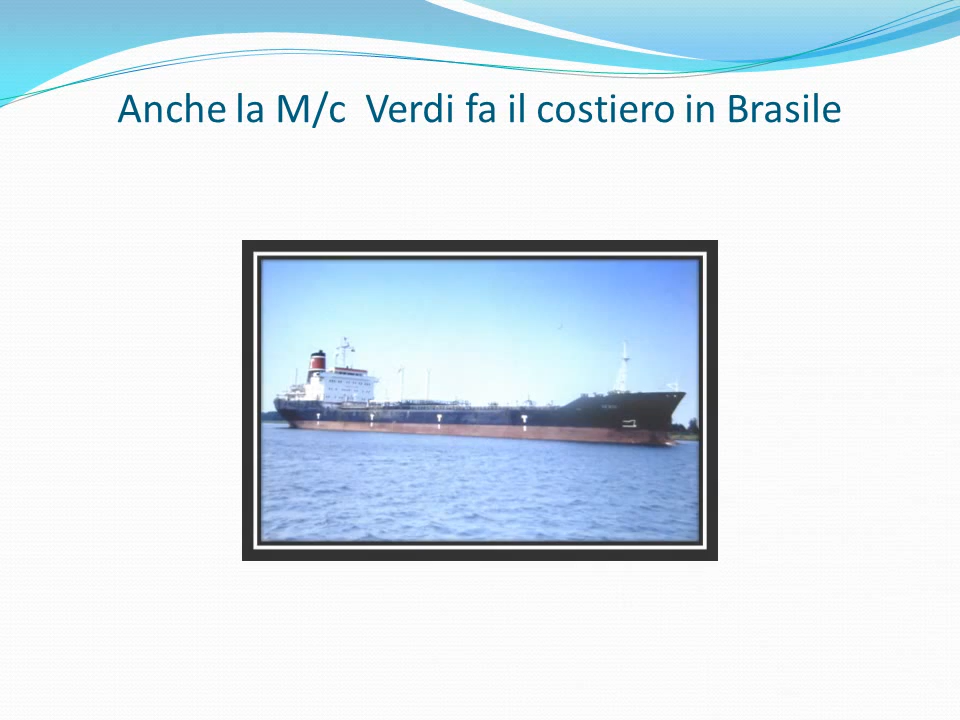 Anche la M/c  Verdi fa il costiero in Brasile